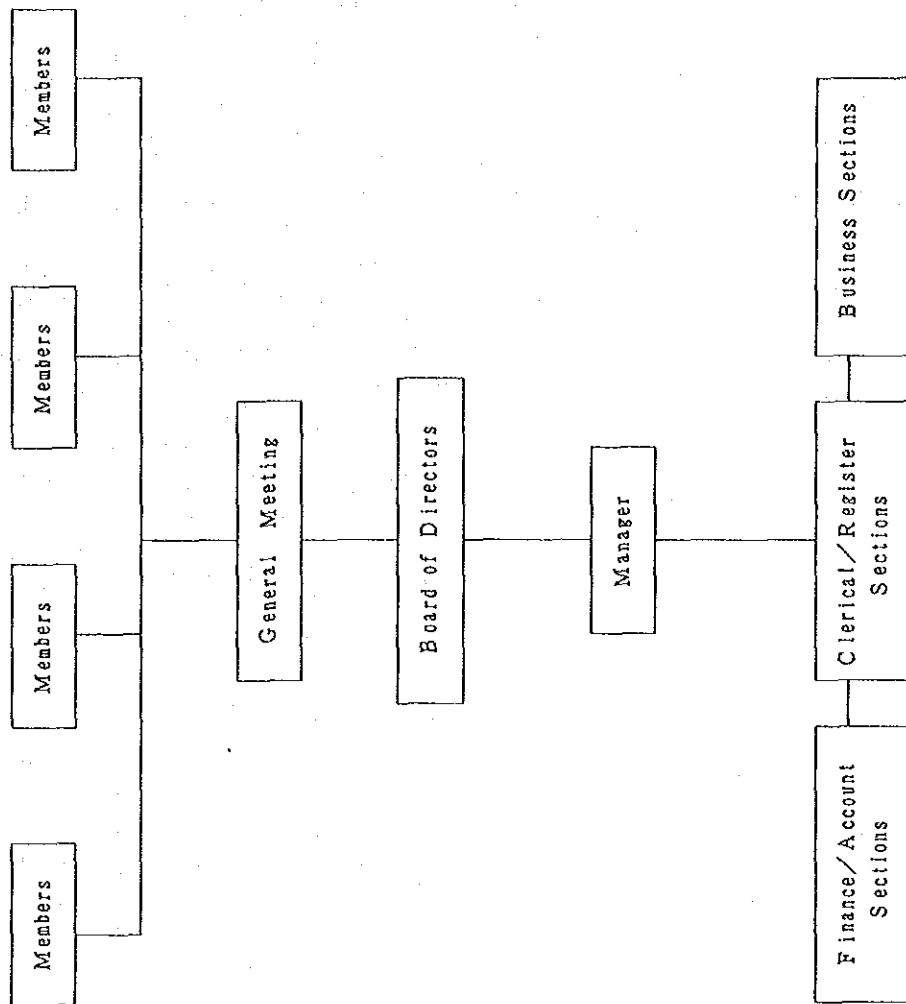 Members
Members
Members
Members
General Meeting
Board of Directors
Manager
Finance/Account
Sections
Clerical/Register
Sections
Business Sections